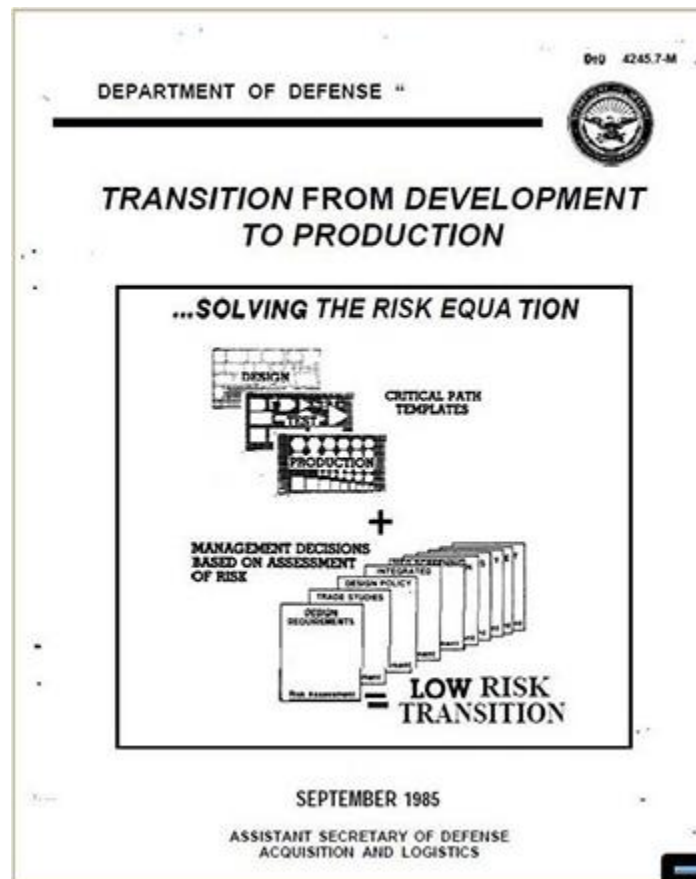 DoD 4245.7-M
DEPARTMENT OF DEFENSE “
TRANSITION FROM DEVELOPMENT
TO PRODUCTION
...SOLVING THE RISK EQUA TION
DESIGN
TEST
PRODUCTION
CRITICAL PATH
TEMPLATES
+
MANAGEMENT DECISIONS
BASED ON ASSESSMENT
OF RISK
INTEGRATED
DESIGN POLICY
TRADE STUDIES
DESIGN
REQUIREMENTS
Risk Assessment
= LOW RISK
TRANSITION
SEPTEMBER 1985
ASSISTANT SECRETARY OF DEFENSE
ACQUISITION AND LOGISTICS